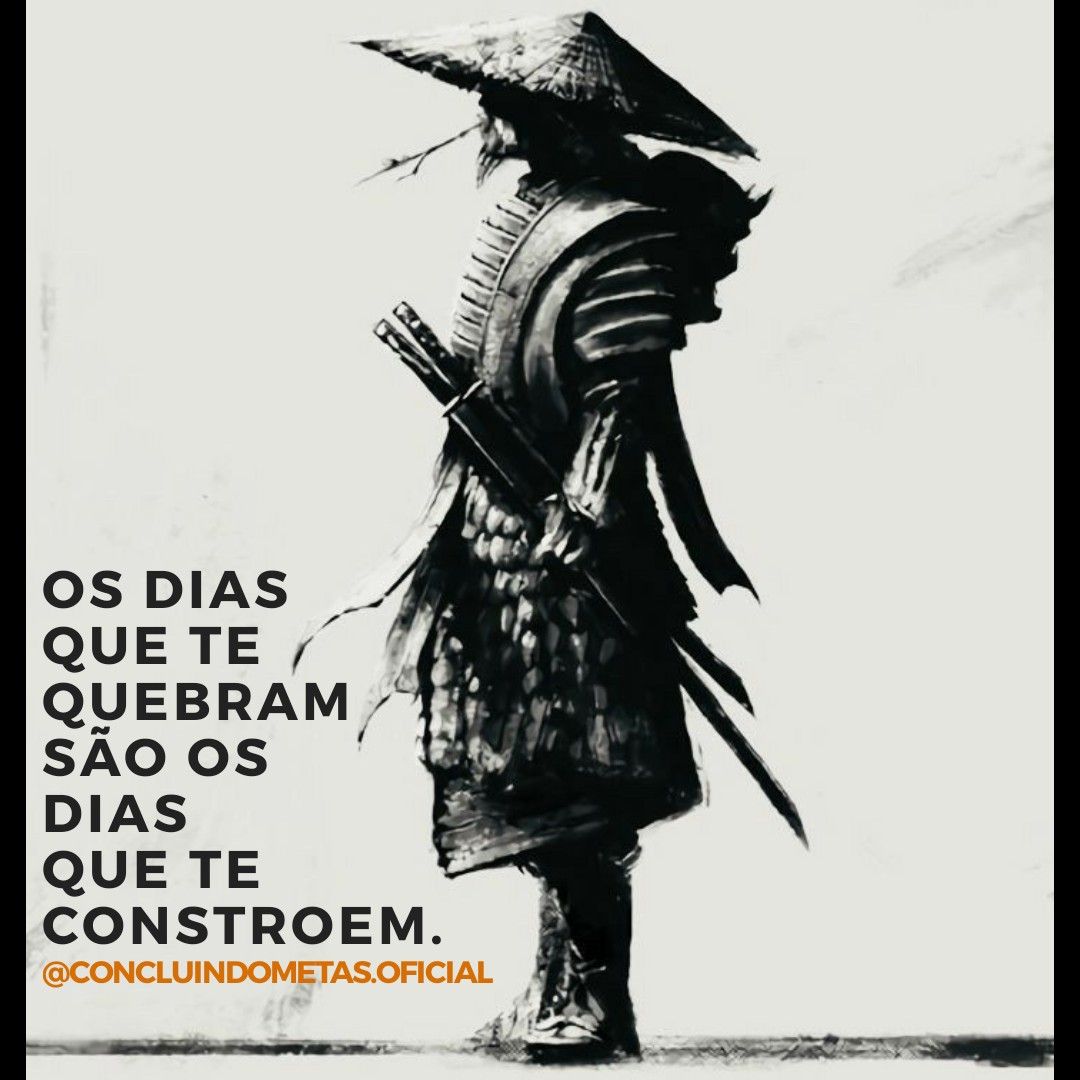 OS DIAS
QUE TE
QUEBRAM
SÃO OS
DIAS
QUE TE
CONSTROEM.
@CONCLUINDOMETAS.OFICIAL